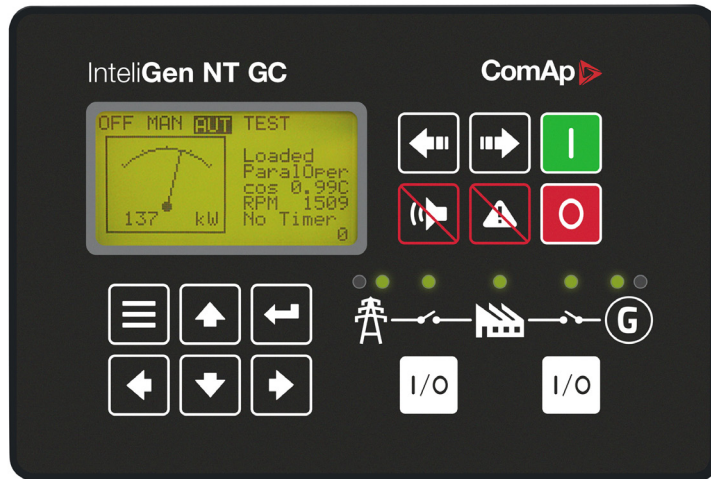 InteliGen NT GC
ComAp
OFF MAN AUT TEST
Loaded
ParalOper
cos 0.99C
RPM 1509
No Timer
0
137 kW
I
O
G
I/O
I/O